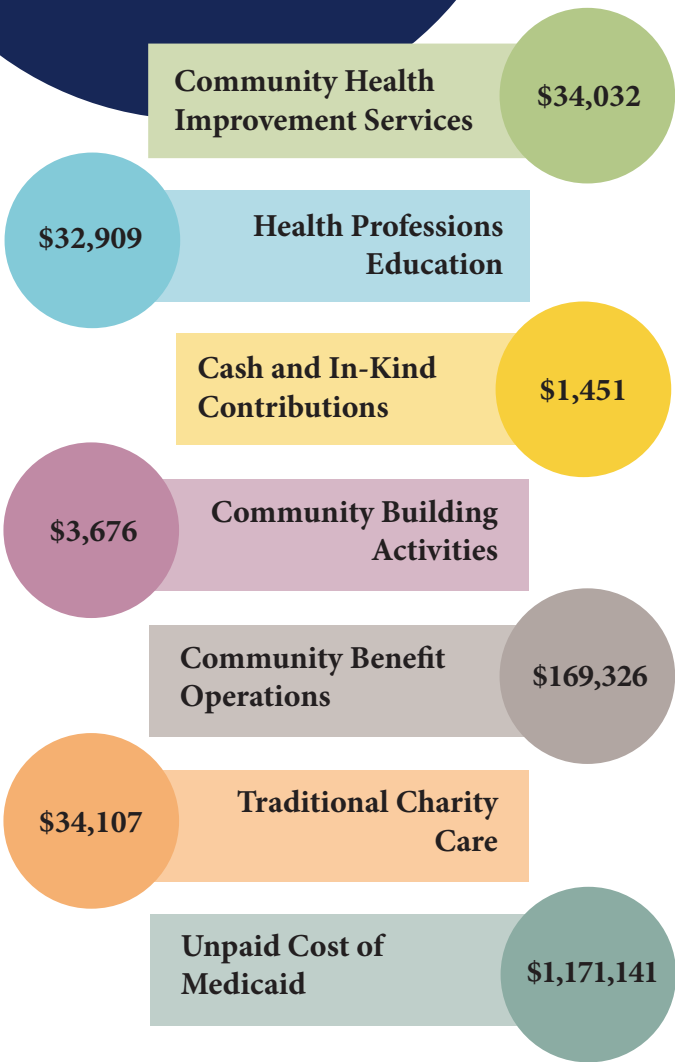 Community Health
Improvement Services
$34,032
$32,909
Health Professions
Education
Cash and In-Kind
Contributions
$1,451
$3,676
Community Building
Activities
Community Benefit
Operations
$169,326
$34,107
Traditional Charity
Care
Unpaid Cost of
Medicaid
$1,171,141